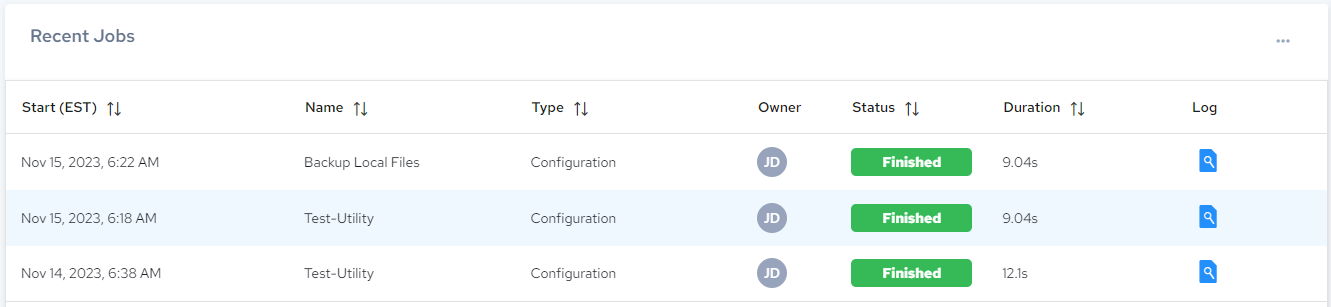 Recent Jobs
Start (EST) Name Type Owner Status Duration Log
Nov 15, 2023, 6:22 AM Backup Local Files Configuration JD Finished 9.04s
Nov 15, 2023, 6:18 AM Test-Utility Configuration JD Finished 9.04s
Nov 14, 2023, 6:38 AM Test-Utility Configuration JD Finished 12.1s